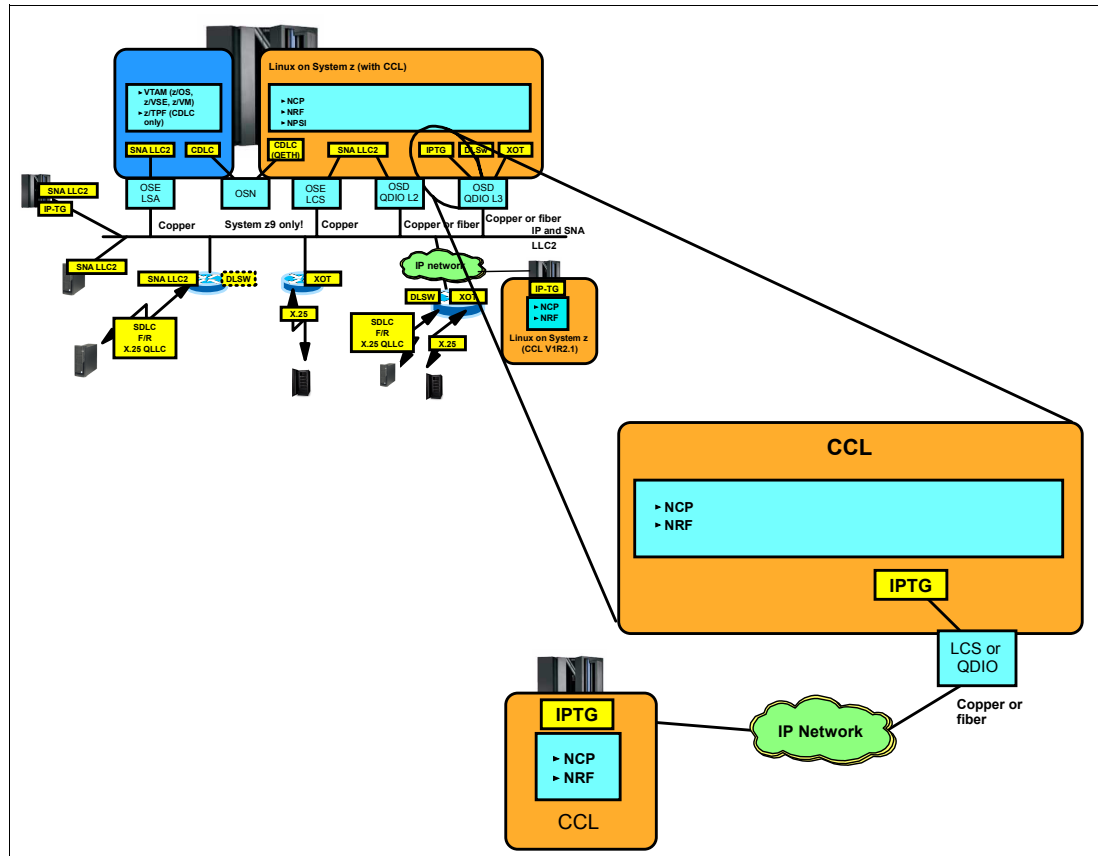 Linux on System z (with CCL)
►VTAM (z/OS,
z/VSE, z/VM)
►z/TPF (CDLC
only)
►NCP
►NRF
►NPSI
SNA LLC2
CDLC
CDLC
(QETH)
SNA LLC2
IPTG
DLSw
XOT
OSE
LSA
OSN
OSE
LCS
OSD
QDIO L2
OSD
QDIO L3
SNA LLC2
IP-TG
Copper
System z9 only!
Copper
Copper or fiber
Copper or fiber
IP and SNA
LLC2
SNA LLC2
SNA LLC2
DLSW
XOT
IP network
DLSW
XOT
IP-TG
►NCP
►NRF
Linux on System z
(CCL V1R2.1)
SDLC
F/R
X.25 QLLC
X.25
SDLC
F/R
X.25 QLLC
X.25
CCL
►NCP
►NRF
IPTG
LCS or
QDIO
Copper or
fiber
IP Network
IPTG
►NCP
►NRF
CCL